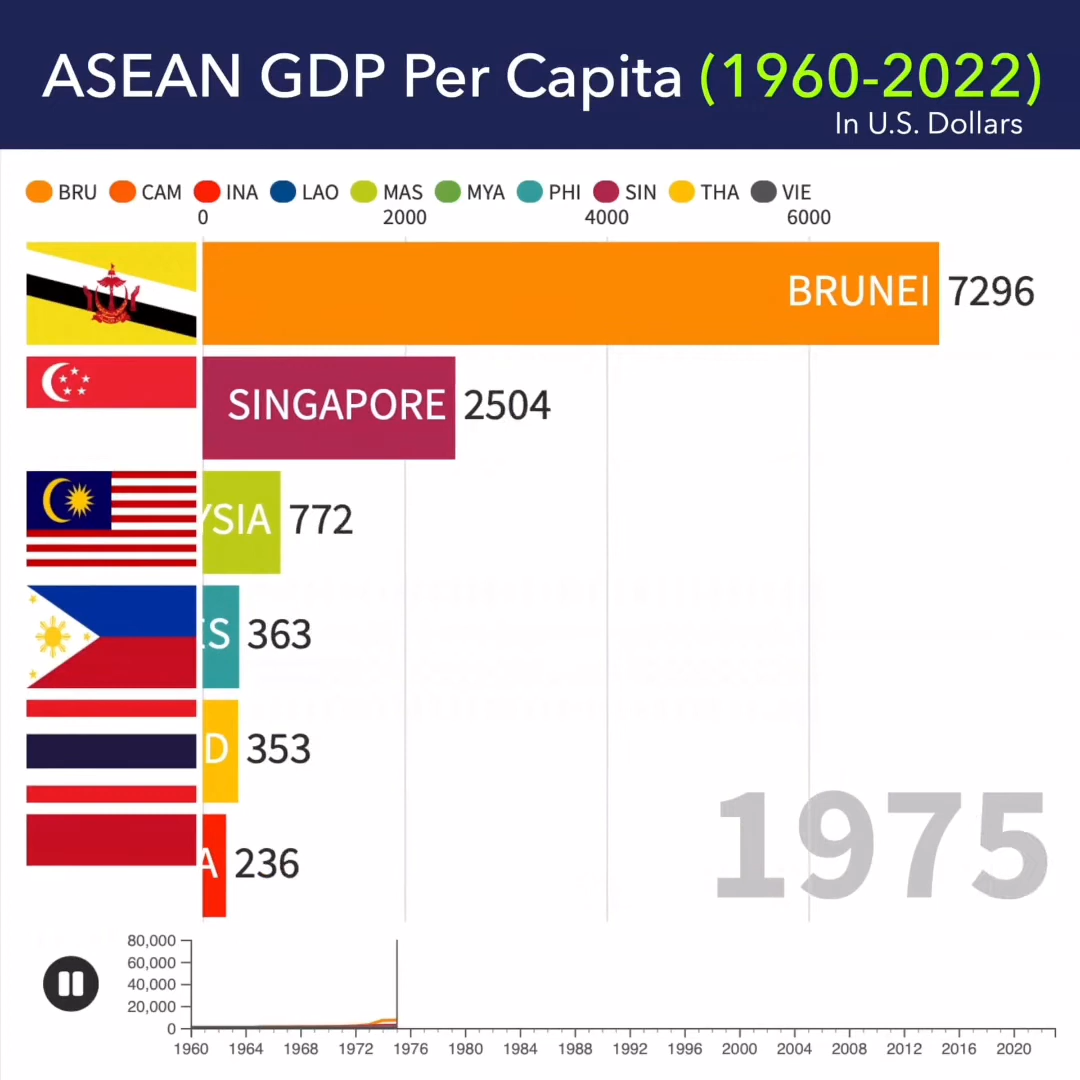 ASEAN GDP Per Capita (1960-2022)
In U.S. Dollars
BRU CAM INA LAO MAS MYA PHI SIN THA VIE
0 2000 4000 6000
BRUNEI 7296
SINGAPORE 2504
YSIA 772
ES 363
D 353
A 236
1975
80,000
60,000
40,000
20,000
0
1960 1964 1968 1972 1976 1980 1984 1988 1992 1996 2000 2004 2008 2012 2016 2020